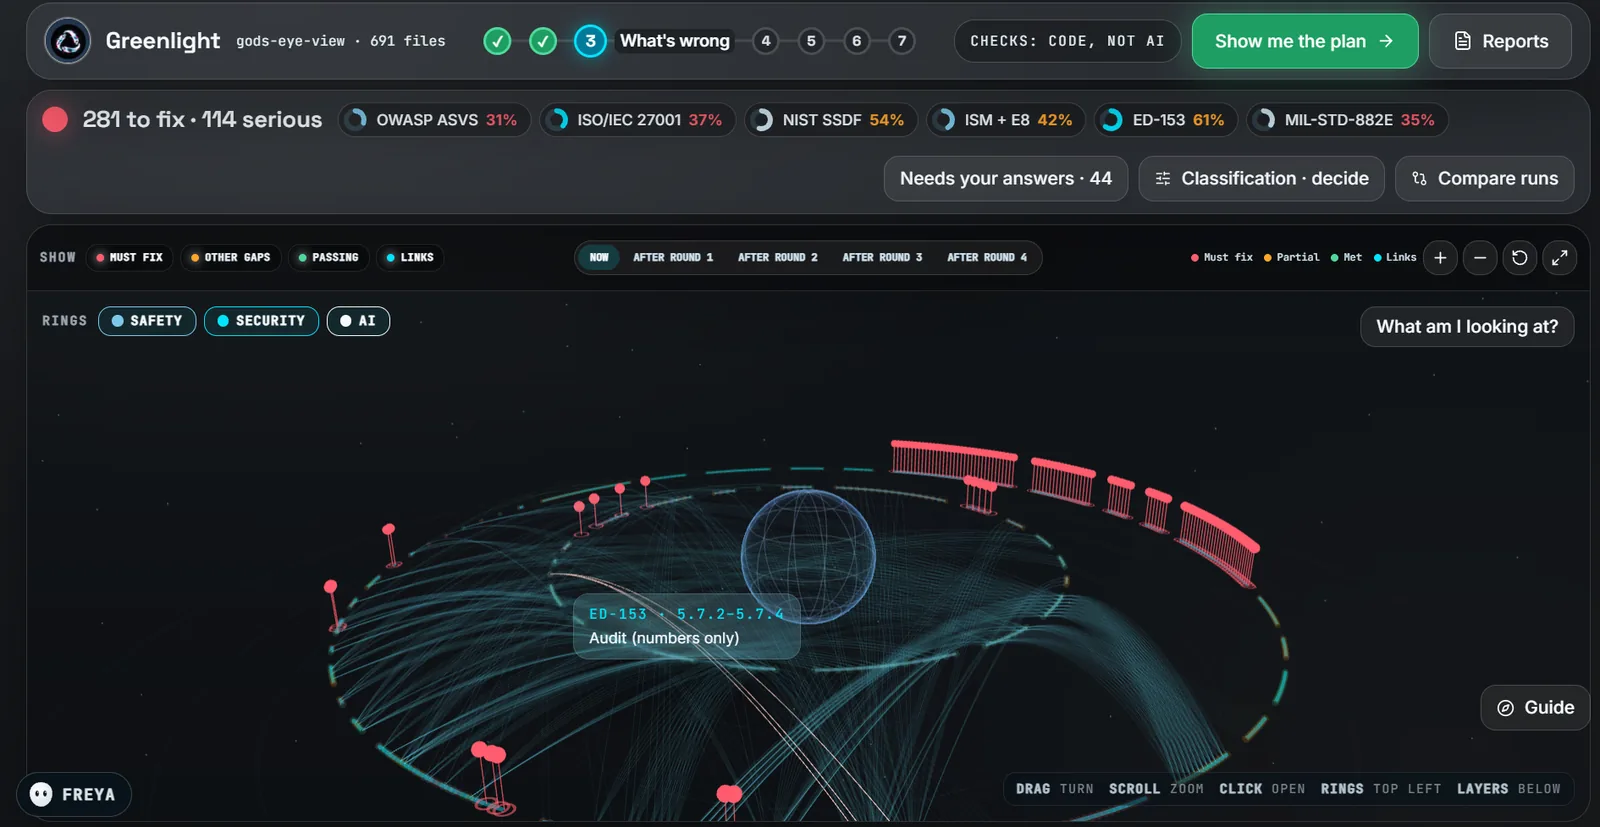 Greenlight gods-eye-view · 691 files
3 What's wrong 4 5 6 7
CHECKS: CODE, NOT AI
Show me the plan →
Reports
281 to fix · 114 serious
OWASP ASVS 31%
ISO/IEC 27001 37%
NIST SSDF 54%
ISM + E8 42%
ED-153 61%
MIL-STD-882E 35%
Needs your answers · 44
Classification · decide
Compare runs
SHOW MUST FIX OTHER GAPS PASSING LINKS
NOW AFTER ROUND 1 AFTER ROUND 2 AFTER ROUND 3 AFTER ROUND 4
Must fix Partial Met Links
RINGS SAFETY SECURITY AI
What am I looking at?
ED-153 · 5.7.2–5.7.4
Audit (numbers only)
Guide
FREYA
DRAG TURN SCROLL ZOOM CLICK OPEN RINGS TOP LEFT LAYERS BELOW